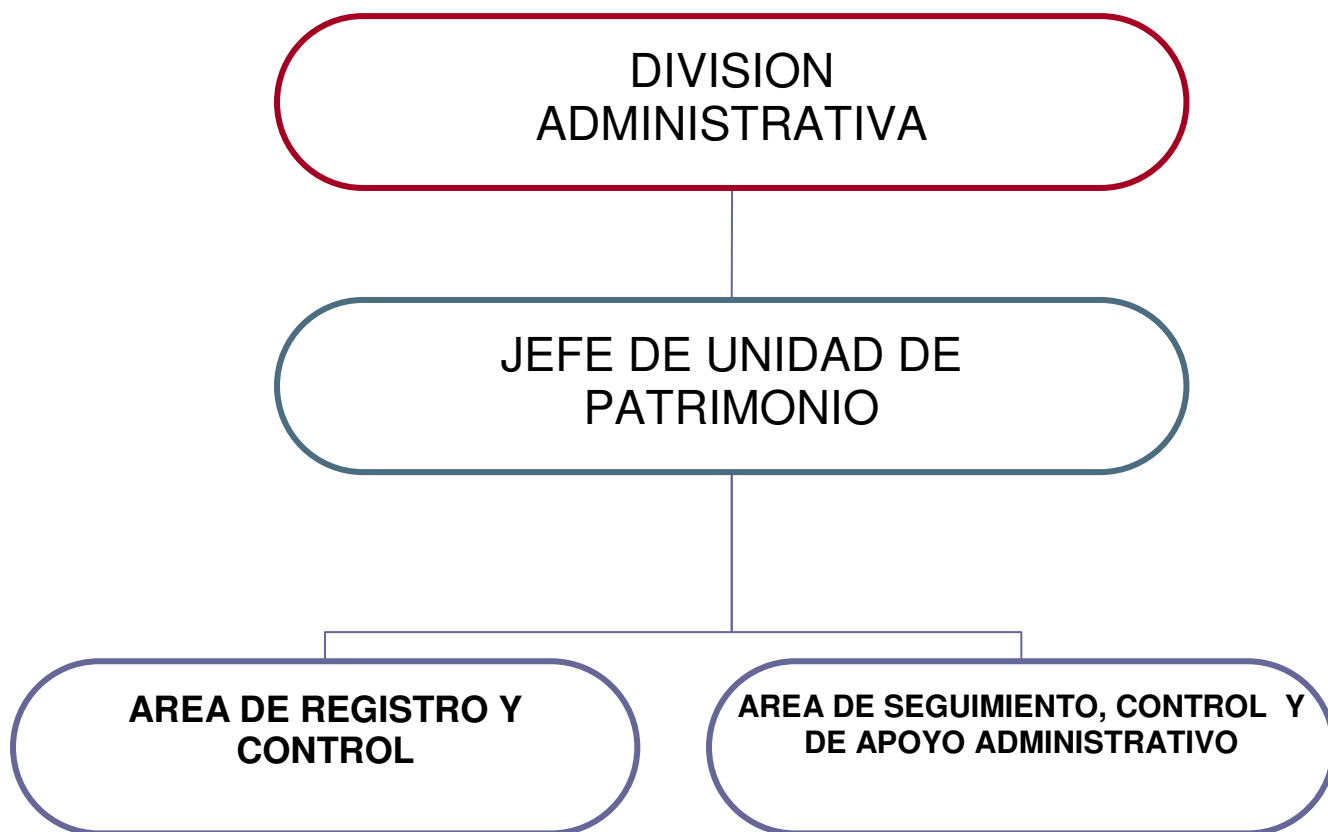 DIVISION
ADMINISTRATIVA
JEFE DE UNIDAD DE
PATRIMONIO
AREA DE REGISTRO Y
CONTROL
AREA DE SEGUIMIENTO, CONTROL Y
DE APOYO ADMINISTRATIVO